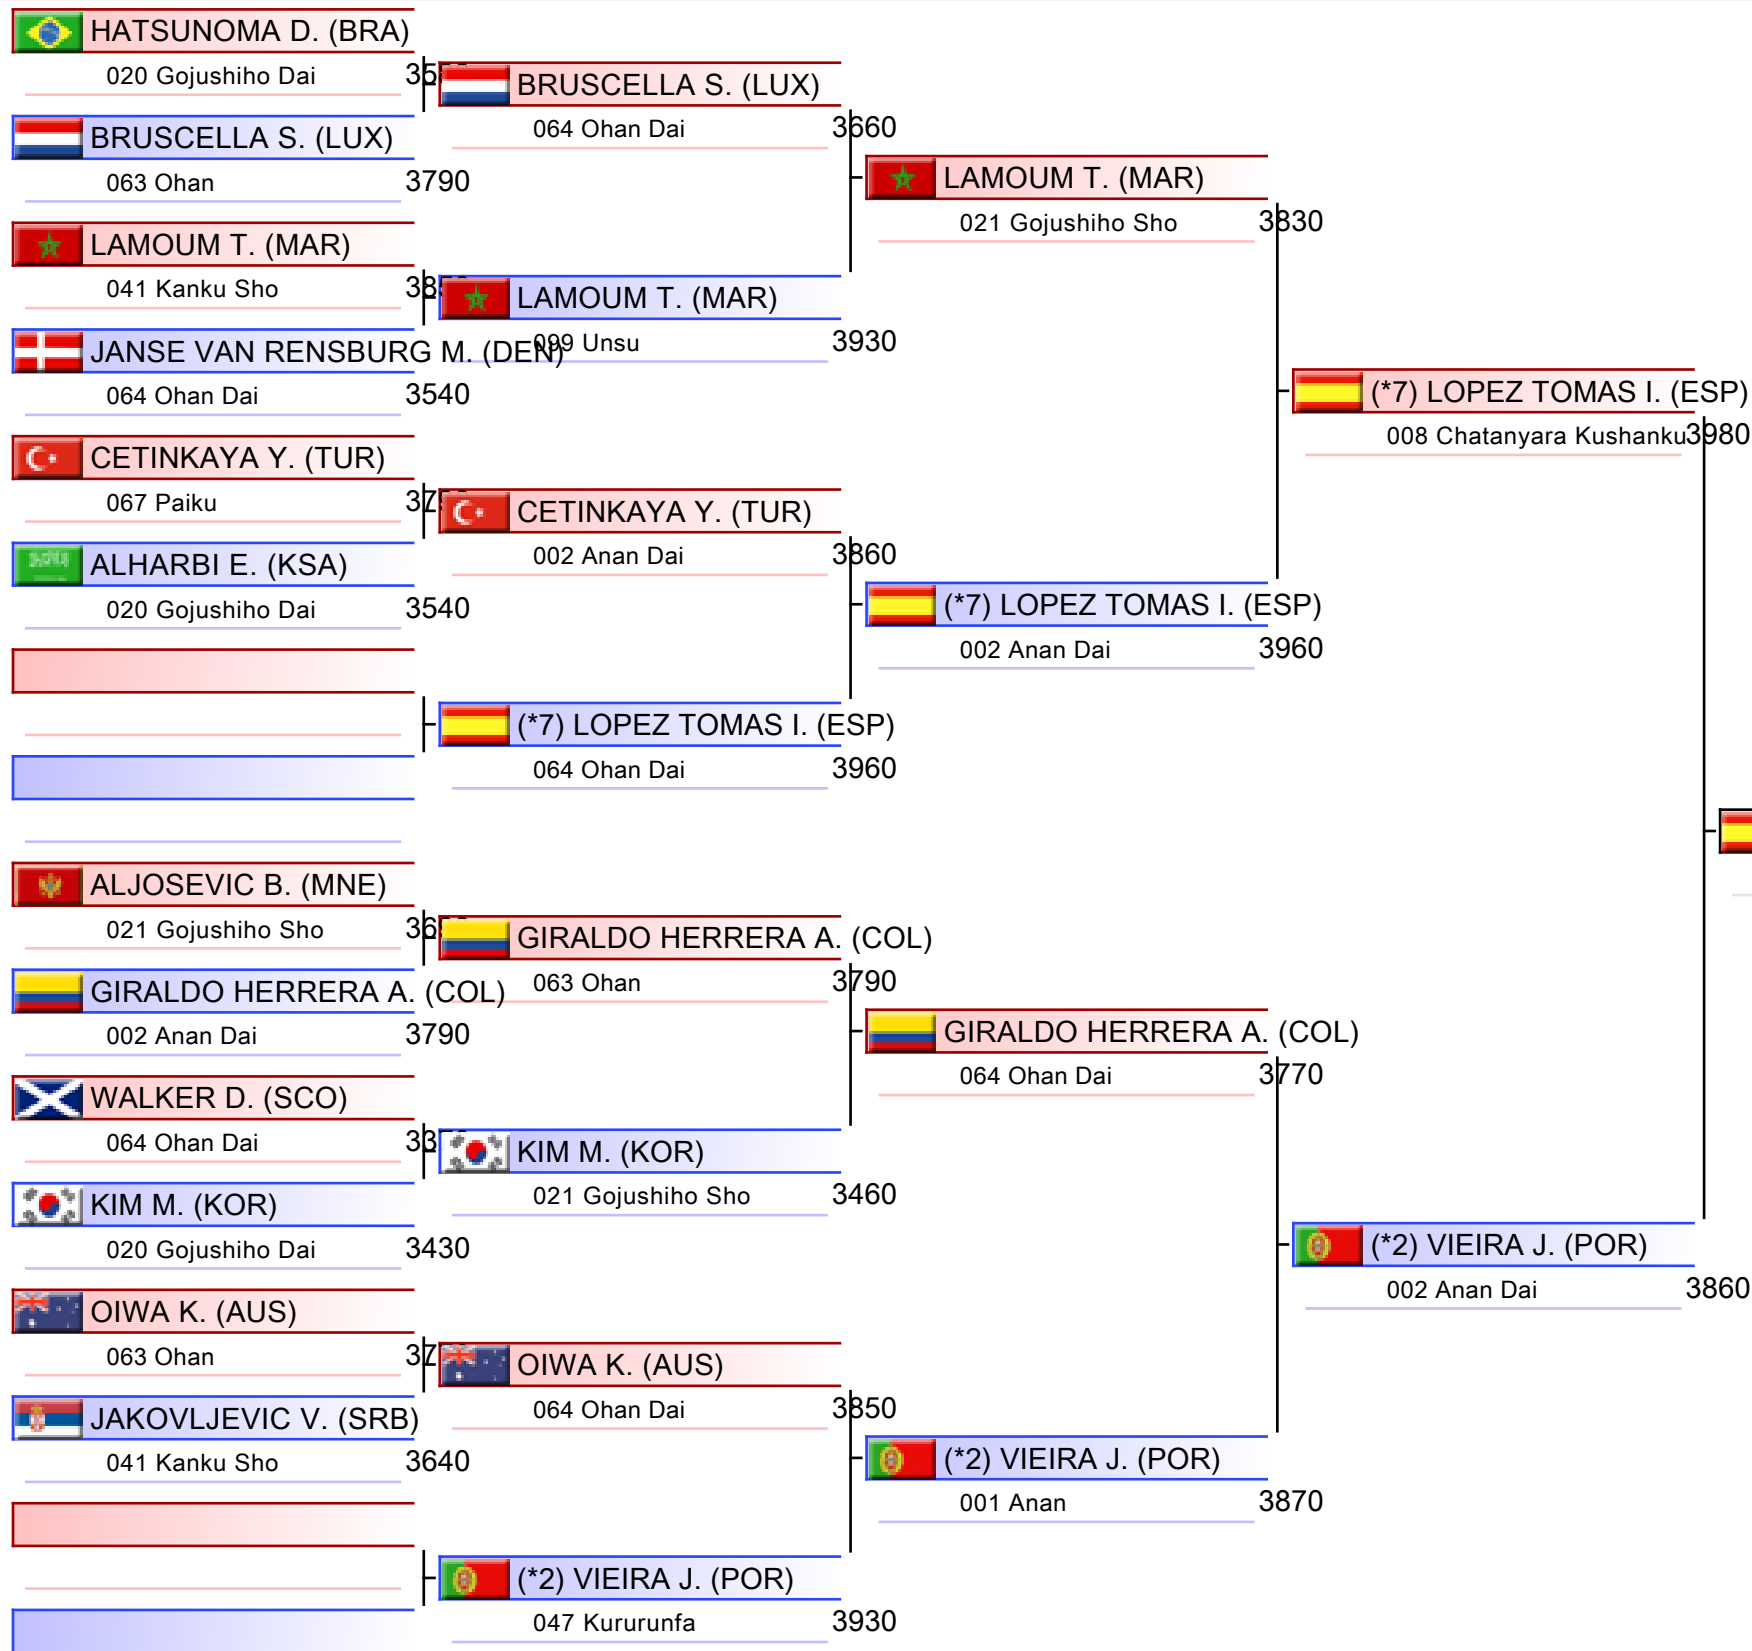 HATSUNOMA D. (BRA)
020 Gojushiho Dai
BRUSCELLA S. (LUX)
063 Ohan 3790
LAMOUM T. (MAR)
041 Kanku Sho
JANSE VAN RENSBURG M. (DEN)
064 Ohan Dai 3540
CETINKAYA Y. (TUR)
067 Paiku
ALHARBI E. (KSA)
020 Gojushiho Dai 3540
ALJOSEVIC B. (MNE)
021 Gojushiho Sho
GIRALDO HERRERA A. (COL)
002 Anan Dai 3790
WALKER D. (SCO)
064 Ohan Dai
KIM M. (KOR)
020 Gojushiho Dai 3430
OIWA K. (AUS)
063 Ohan
JAKOVLJEVIC V. (SRB)
041 Kanku Sho 3640
BRUSCELLA S. (LUX)
064 Ohan Dai 3660
LAMOUM T. (MAR)
099 Unsu 3930
CETINKAYA Y. (TUR)
002 Anan Dai 3860
(*7) LOPEZ TOMAS I. (ESP)
064 Ohan Dai 3960
GIRALDO HERRERA A. (COL)
063 Ohan 3790
KIM M. (KOR)
021 Gojushiho Sho 3460
OIWA K. (AUS)
064 Ohan Dai 3850
(*2) VIEIRA J. (POR)
047 Kururunfa 3930
LAMOUM T. (MAR)
021 Gojushiho Sho 3830
(*7) LOPEZ TOMAS I. (ESP)
002 Anan Dai 3960
GIRALDO HERRERA A. (COL)
064 Ohan Dai 3770
(*2) VIEIRA J. (POR)
001 Anan 3870
(*7) LOPEZ TOMAS I. (ESP)
008 Chatanyara Kushanku 3980
(*2) VIEIRA J. (POR)
002 Anan Dai 3860